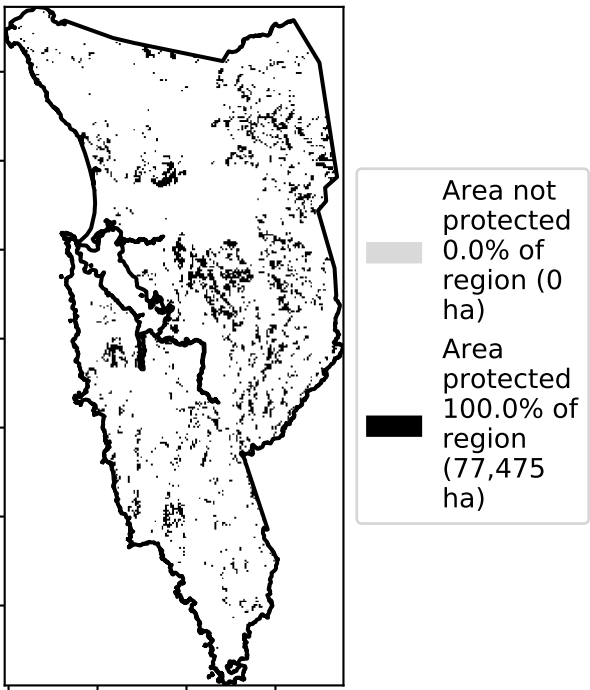 Area not
protected
0.0% of
region (0
ha)
Area
protected
100.0% of
region
(77,475
ha)